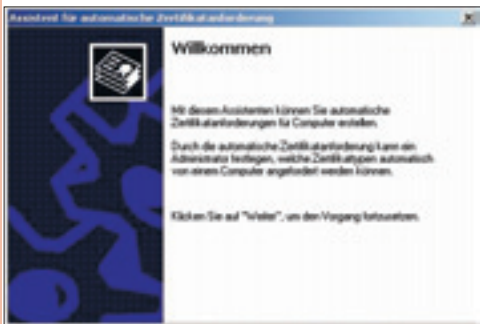 Assistent für automatische Zertifikatanforderung
Willkommen
Mit diesem Assistenten können Sie automatische
Zertifikatanforderungen für Computer erstellen.
Durch die automatische Zertifikatanforderung kann ein
Administrator festlegen, welche Zertifikattypen automatisch
von einem Computer angefordert werden können.
Klicken Sie auf "Weiter", um den Vorgang fortzusetzen.